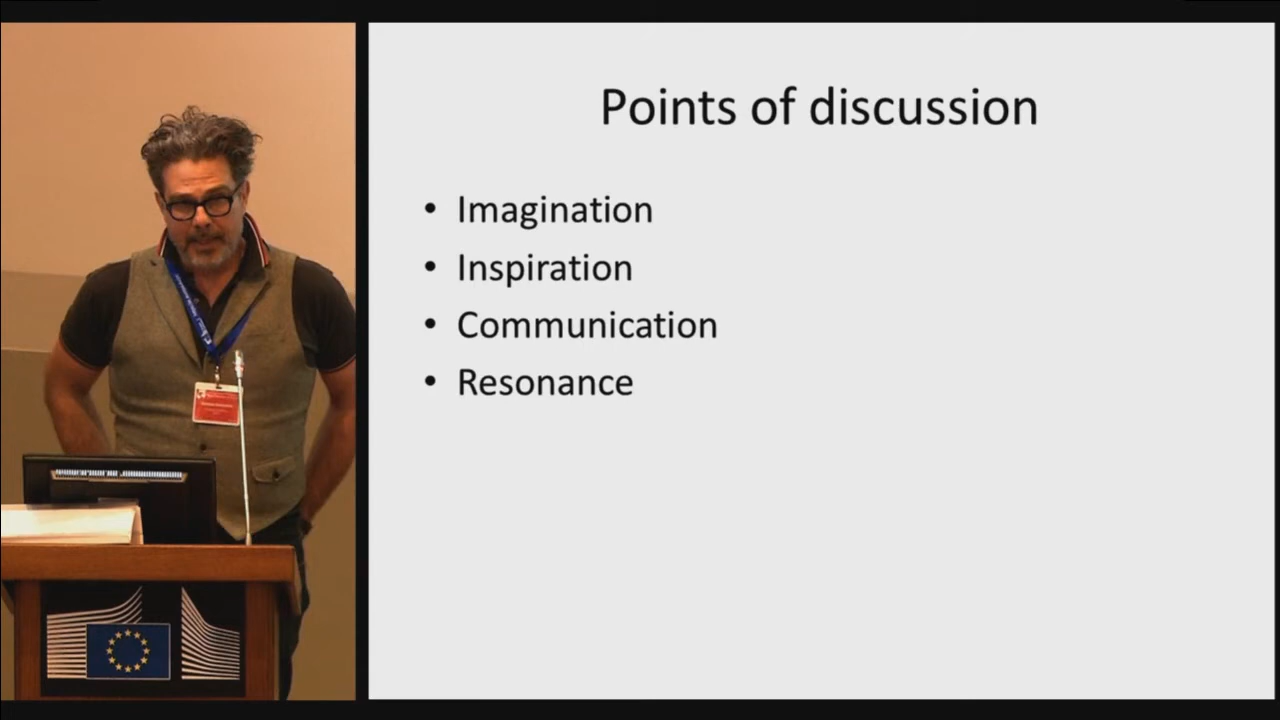 Points of discussion
• Imagination
• Inspiration
• Communication
• Resonance